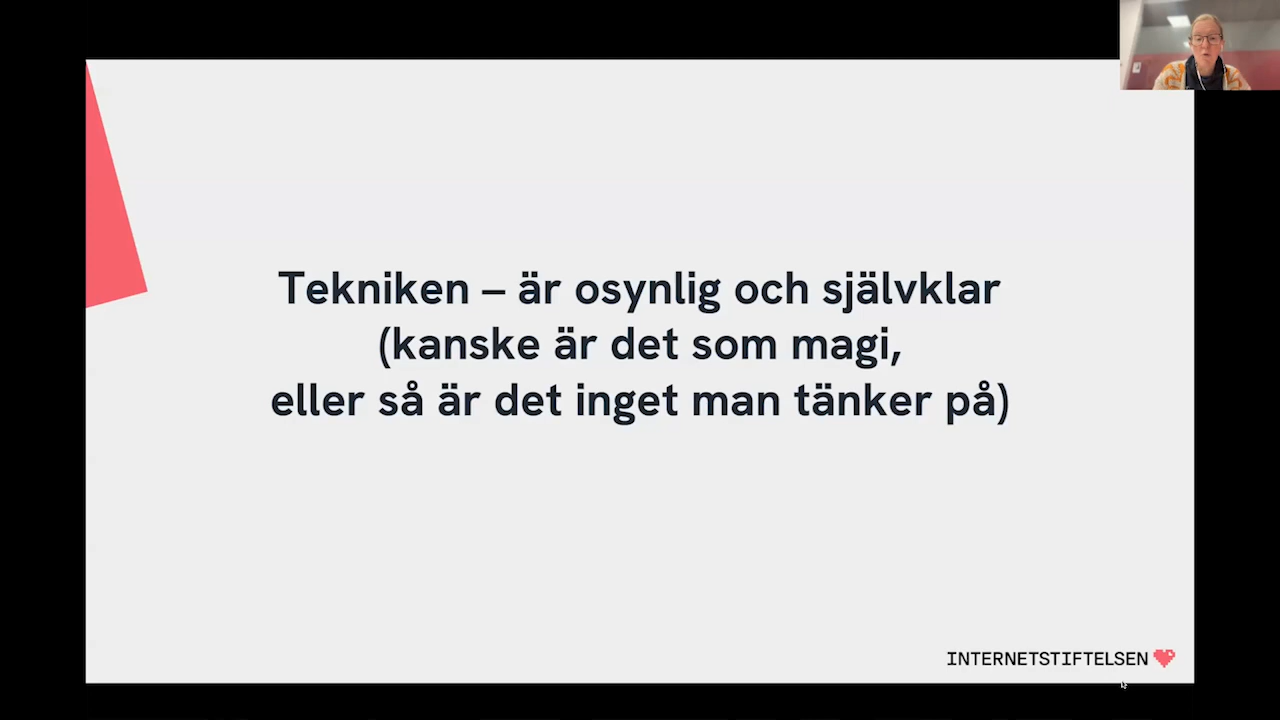 Tekniken – är osynlig och självklar
(kanske är det som magi,
eller så är det inget man tänker på)
INTERNETSTIFTELSEN